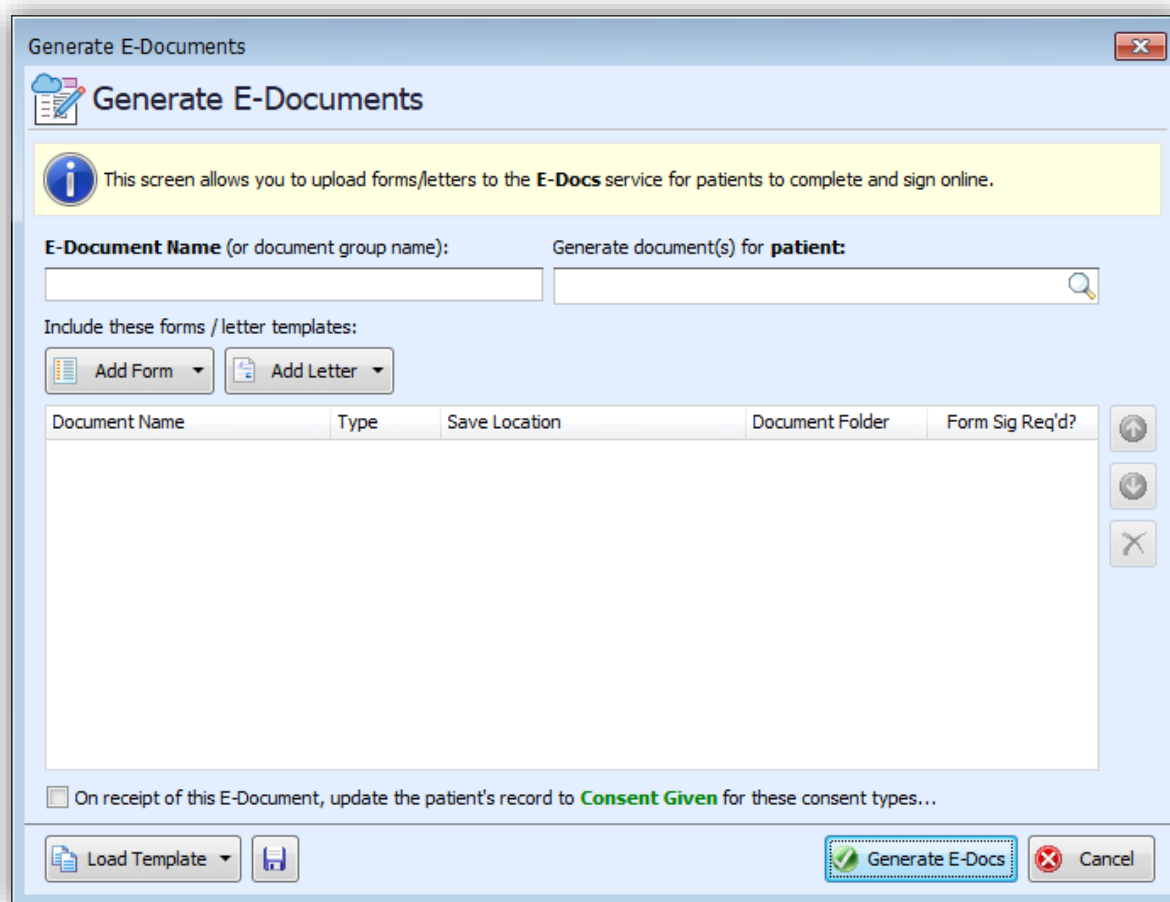 Generate E-Documents
Generate E-Documents
This screen allows you to upload forms/letters to the E-Docs service for patients to complete and sign online.
E-Document Name (or document group name): Generate document(s) for patient:
Include these forms / letter templates:
Add Form Add Letter
Document Name Type Save Location Document Folder Form Sig Req'd?
On receipt of this E-Document, update the patient's record to Consent Given for these consent types...
Load Template Generate E-Docs Cancel